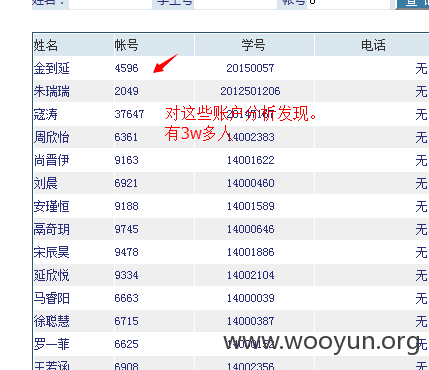 姓名： 学工号 帐号 查 询
姓名 帐号 学号 电话
金到延 4596 20150057 无
朱瑞瑞 2049 2012501206 无
寇涛 37647 无
对这些账户分析发现。
周欣怡 6361 14002383 无
有3w多人
尚晋伊 9163 14001622 无
刘晨 6921 14000460 无
安瑾恒 9188 14001589 无
高奇玥 9745 14000646 无
宋辰昊 9478 14001886 无
延欣悦 9334 14002104 无
马睿阳 6663 14000039 无
徐聪慧 6715 14000387 无
罗一菲 6625 无
www.wooyun.org
王若涵 6908 14002356 无